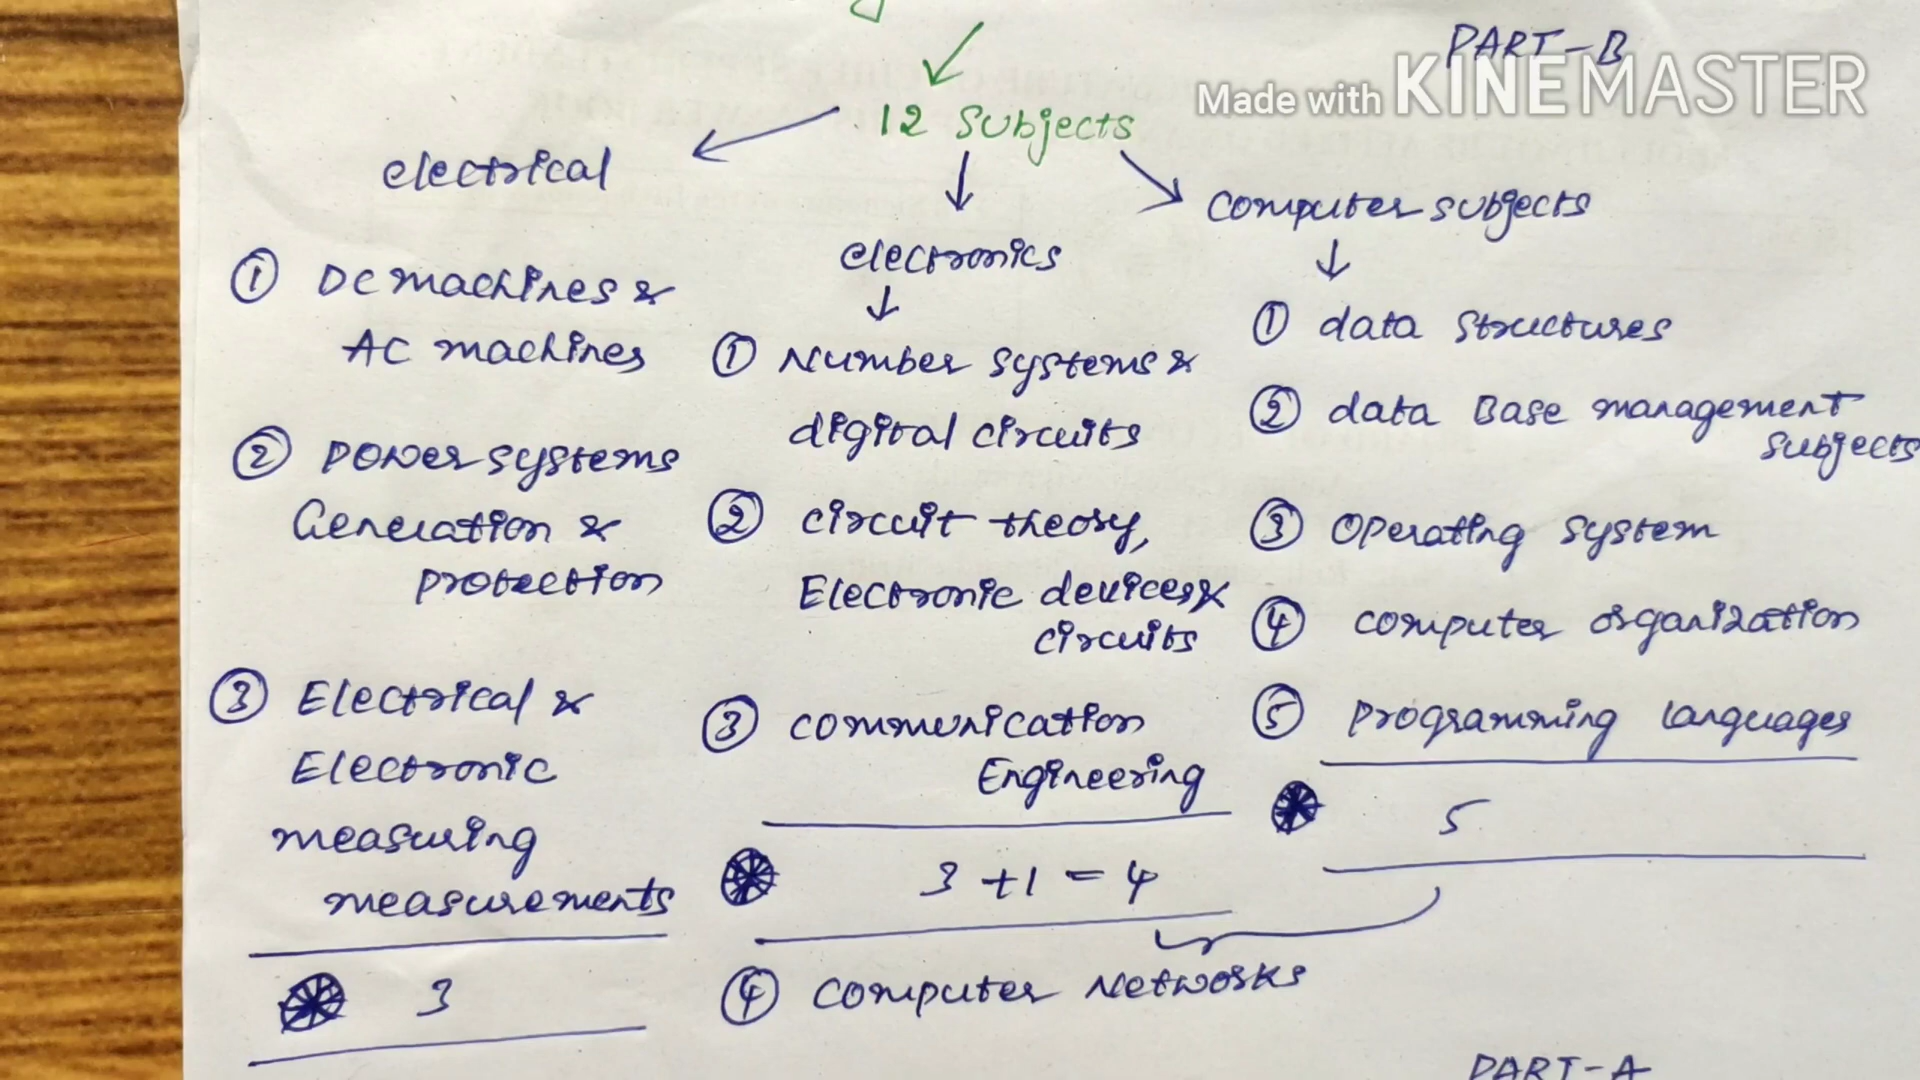 PART-B
Made with KINEMASTER
12 Subjects
electrical
① DC machines &
AC machines
② power systems
Generation &
protection
③ Electrical &
Electronic
measuring
measurements
3
electronics
① Number systems &
digital circuits
② circuit theory,
Electronic devices &
circuits
③ communication
Engineering
3 + 1 = 4
④ computer Networks
computer subjects
① data structures
② data Base management
subjects
③ Operating system
④ computer organization
⑤ programming languages
5
PART-A